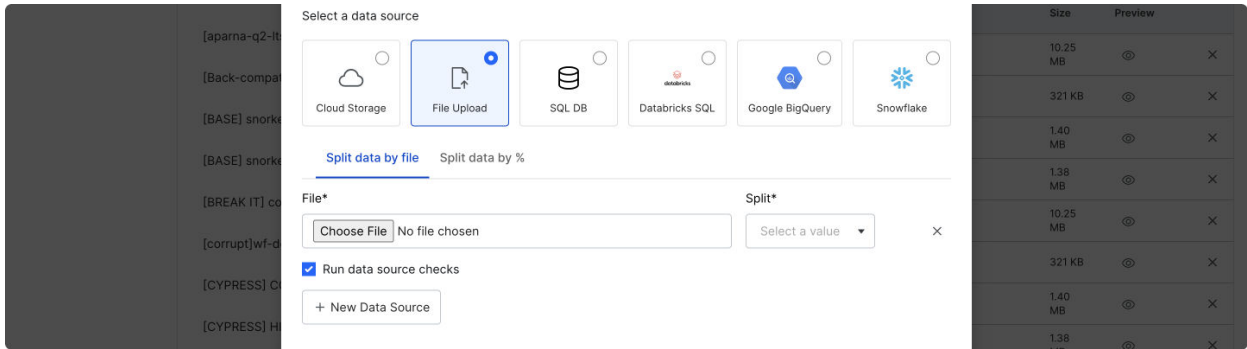 Select a data source
Size Preview
[aparna-q2-lts
10.25 MB
[Back-compat
321 KB
[BASE] snorke
1.40 MB
[BASE] snorke
1.38 MB
[BREAK IT] co
10.25 MB
[corrupt]wf-d
321 KB
[CYPRESS] C
1.40 MB
[CYPRESS] H
1.38
databricks
Cloud Storage File Upload SQL DB Databricks SQL Google BigQuery Snowflake
Split data by file Split data by %
File* Split*
Choose File No file chosen Select a value
Run data source checks
+ New Data Source